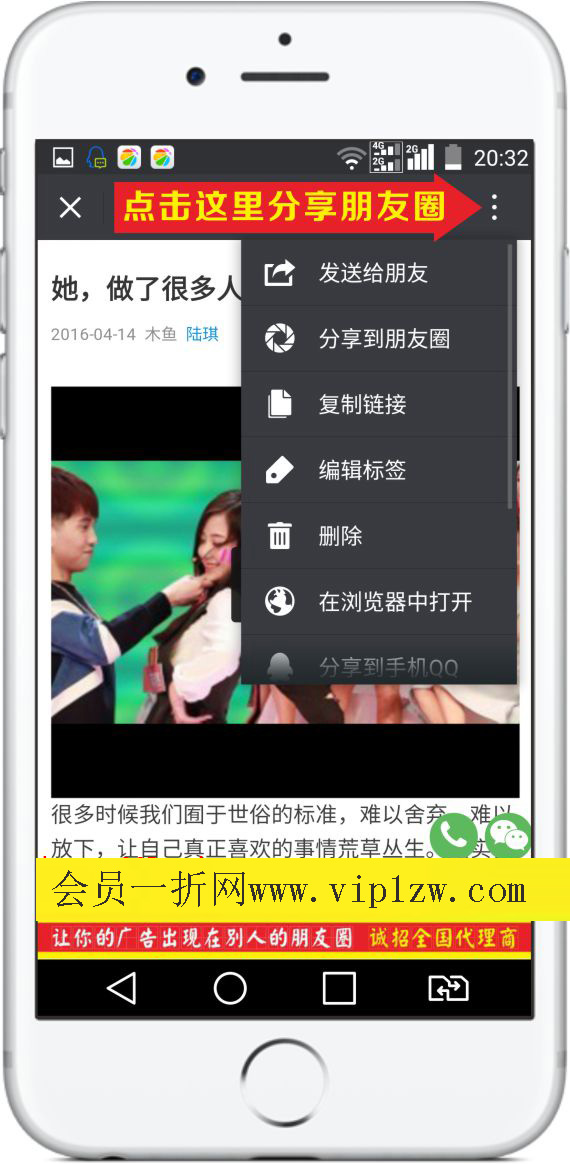 4G
2G
2G
20:32
点击这里分享朋友圈
她，做了很多人
2016-04-14 木鱼 陆琪
发送给朋友
分享到朋友圈
复制链接
编辑标签
删除
在浏览器中打开
分享到手机QQ
很多时候我们囿于世俗的标准，难以舍弃，难以
放下，让自己真正喜欢的事情荒草丛生。
会员一折网www.vip1zw.com
让你的广告出现在别人的朋友圈 诚招全国代理商